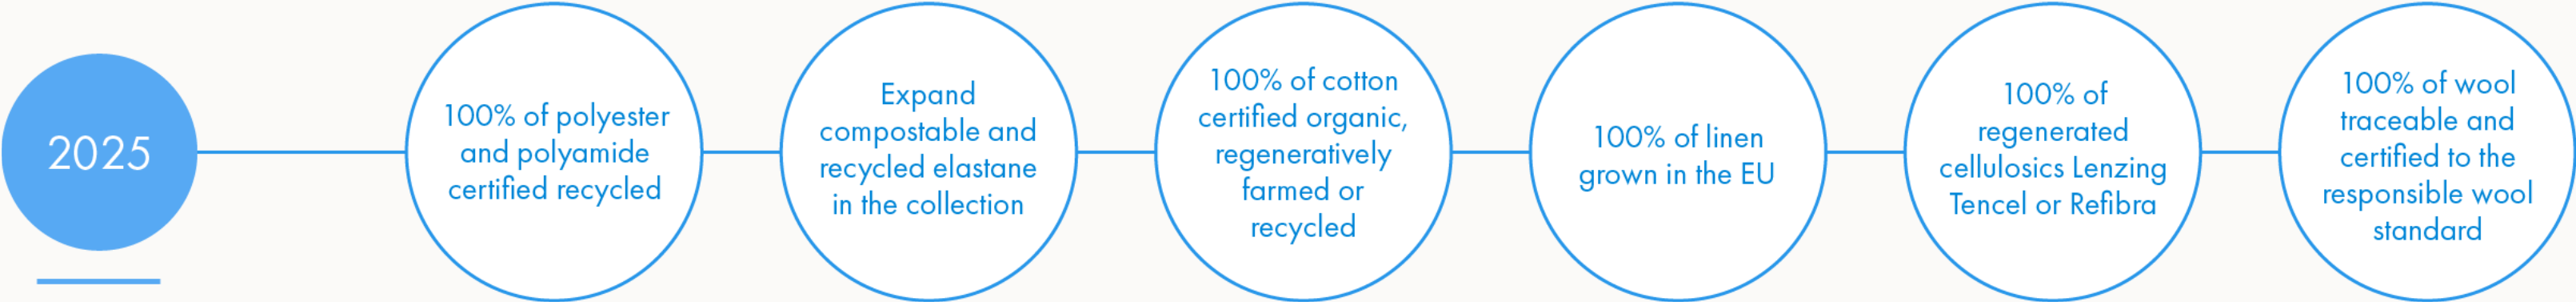 2025
100% of polyester
and polyamide
certified recycled
Expand
compostable and
recycled elastane
in the collection
100% of cotton
certified organic,
regeneratively
farmed or
recycled
100% of linen
grown in the EU
100% of
regenerated
cellulosics Lenzing
Tencel or Refibra
100% of wool
traceable and
certified to the
responsible wool
standard